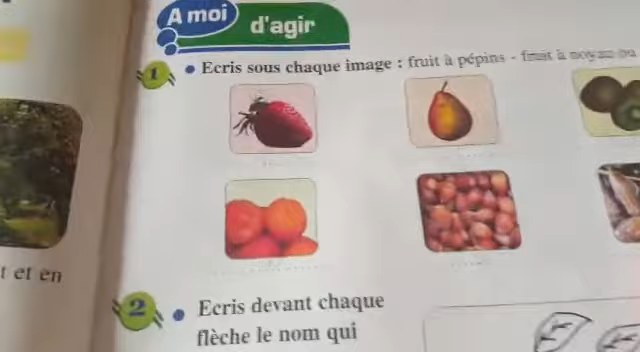 A moi d'agir
t et en
1 • Ecris sous chaque image : fruit à pépins - fruit à noyau ou
2 • Ecris devant chaque
flèche le nom qui